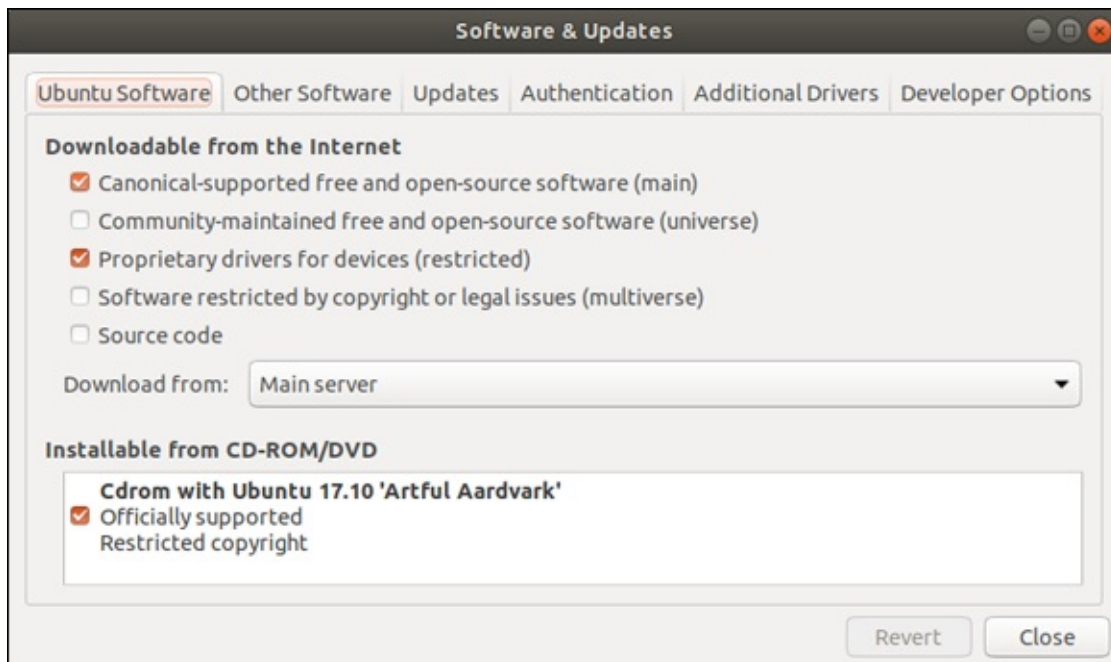 Software & Updates
Ubuntu Software Other Software Updates Authentication Additional Drivers Developer Options
Downloadable from the Internet
Canonical-supported free and open-source software (main)
Community-maintained free and open-source software (universe)
Proprietary drivers for devices (restricted)
Software restricted by copyright or legal issues (multiverse)
Source code
Download from: Main server
Installable from CD-ROM/DVD
Cdrom with Ubuntu 17.10 'Artful Aardvark'
Officially supported
Restricted copyright
Revert Close